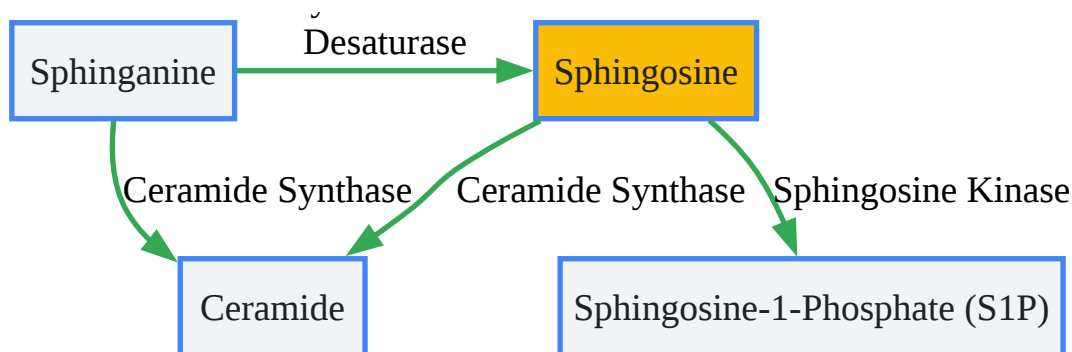 Desaturase
Sphinganine
Sphingosine
Ceramide Synthase
Ceramide Synthase
Sphingosine Kinase
Ceramide
Sphingosine-1-Phosphate (S1P)